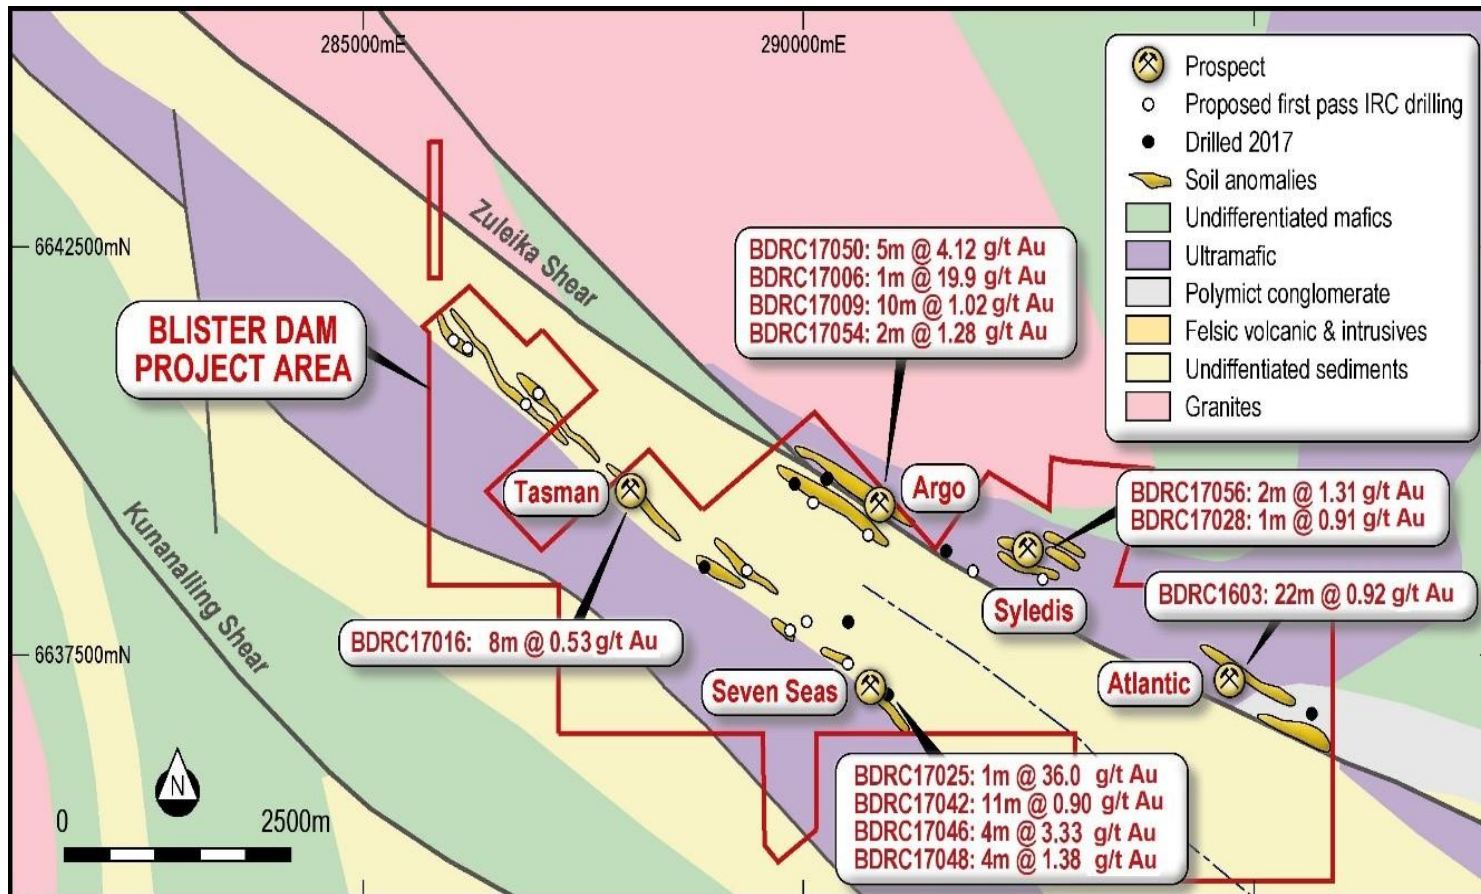 285000mE
290000mE
6642500mN
6637500mN
Zuleika Shear
Kunanalling Shear
BLISTER DAM
PROJECT AREA
BDRC17050: 5m @ 4.12 g/t Au
BDRC17006: 1m @ 19.9 g/t Au
BDRC17009: 10m @ 1.02 g/t Au
BDRC17054: 2m @ 1.28 g/t Au
Prospect
Proposed first pass IRC drilling
Drilled 2017
Soil anomalies
Undifferentiated mafics
Ultramafic
Polymict conglomerate
Felsic volcanic & intrusives
Undiffentiated sediments
Granites
Tasman
Argo
BDRC17056: 2m @ 1.31 g/t Au
BDRC17028: 1m @ 0.91 g/t Au
Syledis
BDRC1603: 22m @ 0.92 g/t Au
BDRC17016: 8m @ 0.53 g/t Au
Seven Seas
Atlantic
BDRC17025: 1m @ 36.0 g/t Au
BDRC17042: 11m @ 0.90 g/t Au
BDRC17046: 4m @ 3.33 g/t Au
BDRC17048: 4m @ 1.38 g/t Au
N
0 2500m